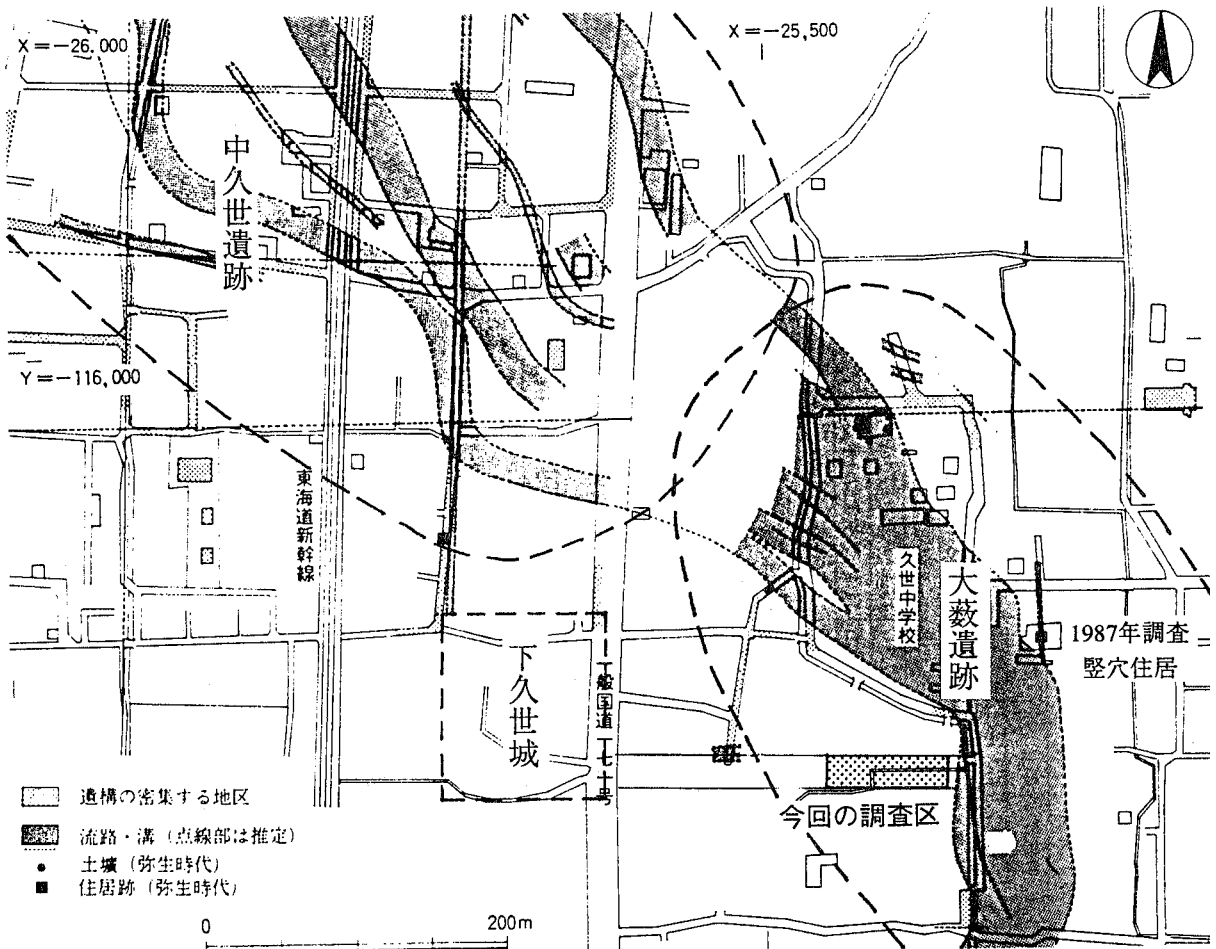 X＝−26,000
X＝−25,500
中久世遺跡
Y＝−116,000
東海道新幹線
久世中学校
大薮遺跡
1987年調査
竪穴住居
下久世城
一般国道一七一号
今回の調査区
遺構の密集する地区
流路・溝（点線部は推定）
土壙（弥生時代）
住居跡（弥生時代）
0
200m